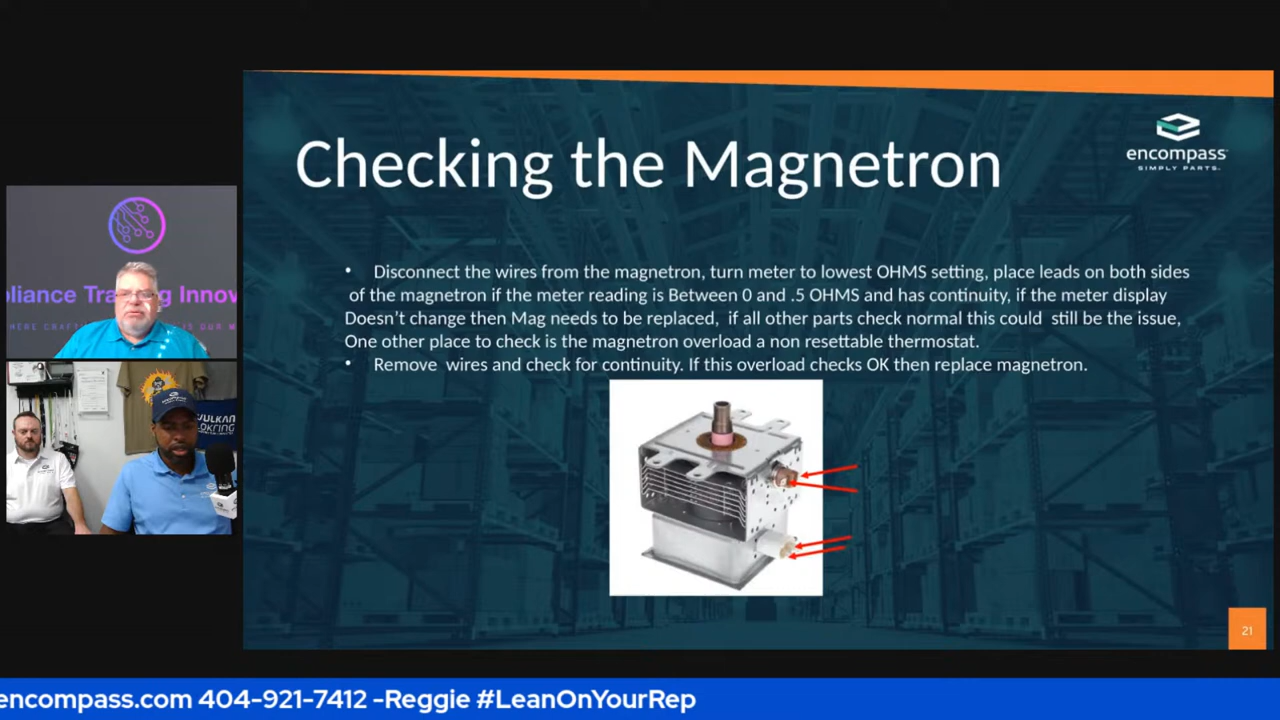 Checking the Magnetron
encompass
SIMPLY PARTS.
• Disconnect the wires from the magnetron, turn meter to lowest OHMS setting, place leads on both sides
of the magnetron if the meter reading is Between 0 and .5 OHMS and has continuity, if the meter display
Doesn't change then Mag needs to be replaced, if all other parts check normal this could still be the issue,
One other place to check is the magnetron overload a non resettable thermostat.
• Remove wires and check for continuity. If this overload checks OK then replace magnetron.
pliance Tra g Innov
VULKAN
LOKRING
21
encompass.com 404-921-7412 -Reggie #LeanOnYourRep